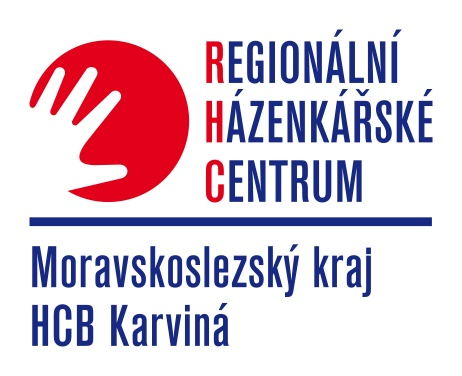 REGIONÁLNÍ
HÁZENKÁŘSKÉ
CENTRUM
Moravskoslezský kraj
HCB Karviná